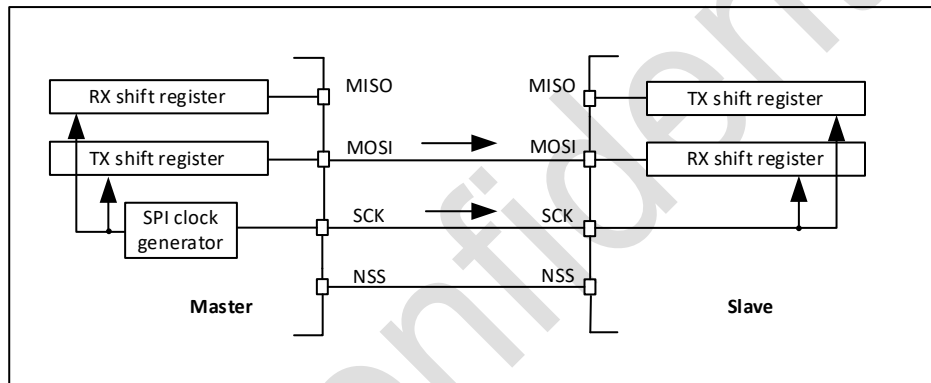 MISO MISO
RX shift register TX shift register
MOSI MOSI
TX shift register RX shift register
SCK SCK
SPI clock
generator
NSS NSS
Master Slave
onfident